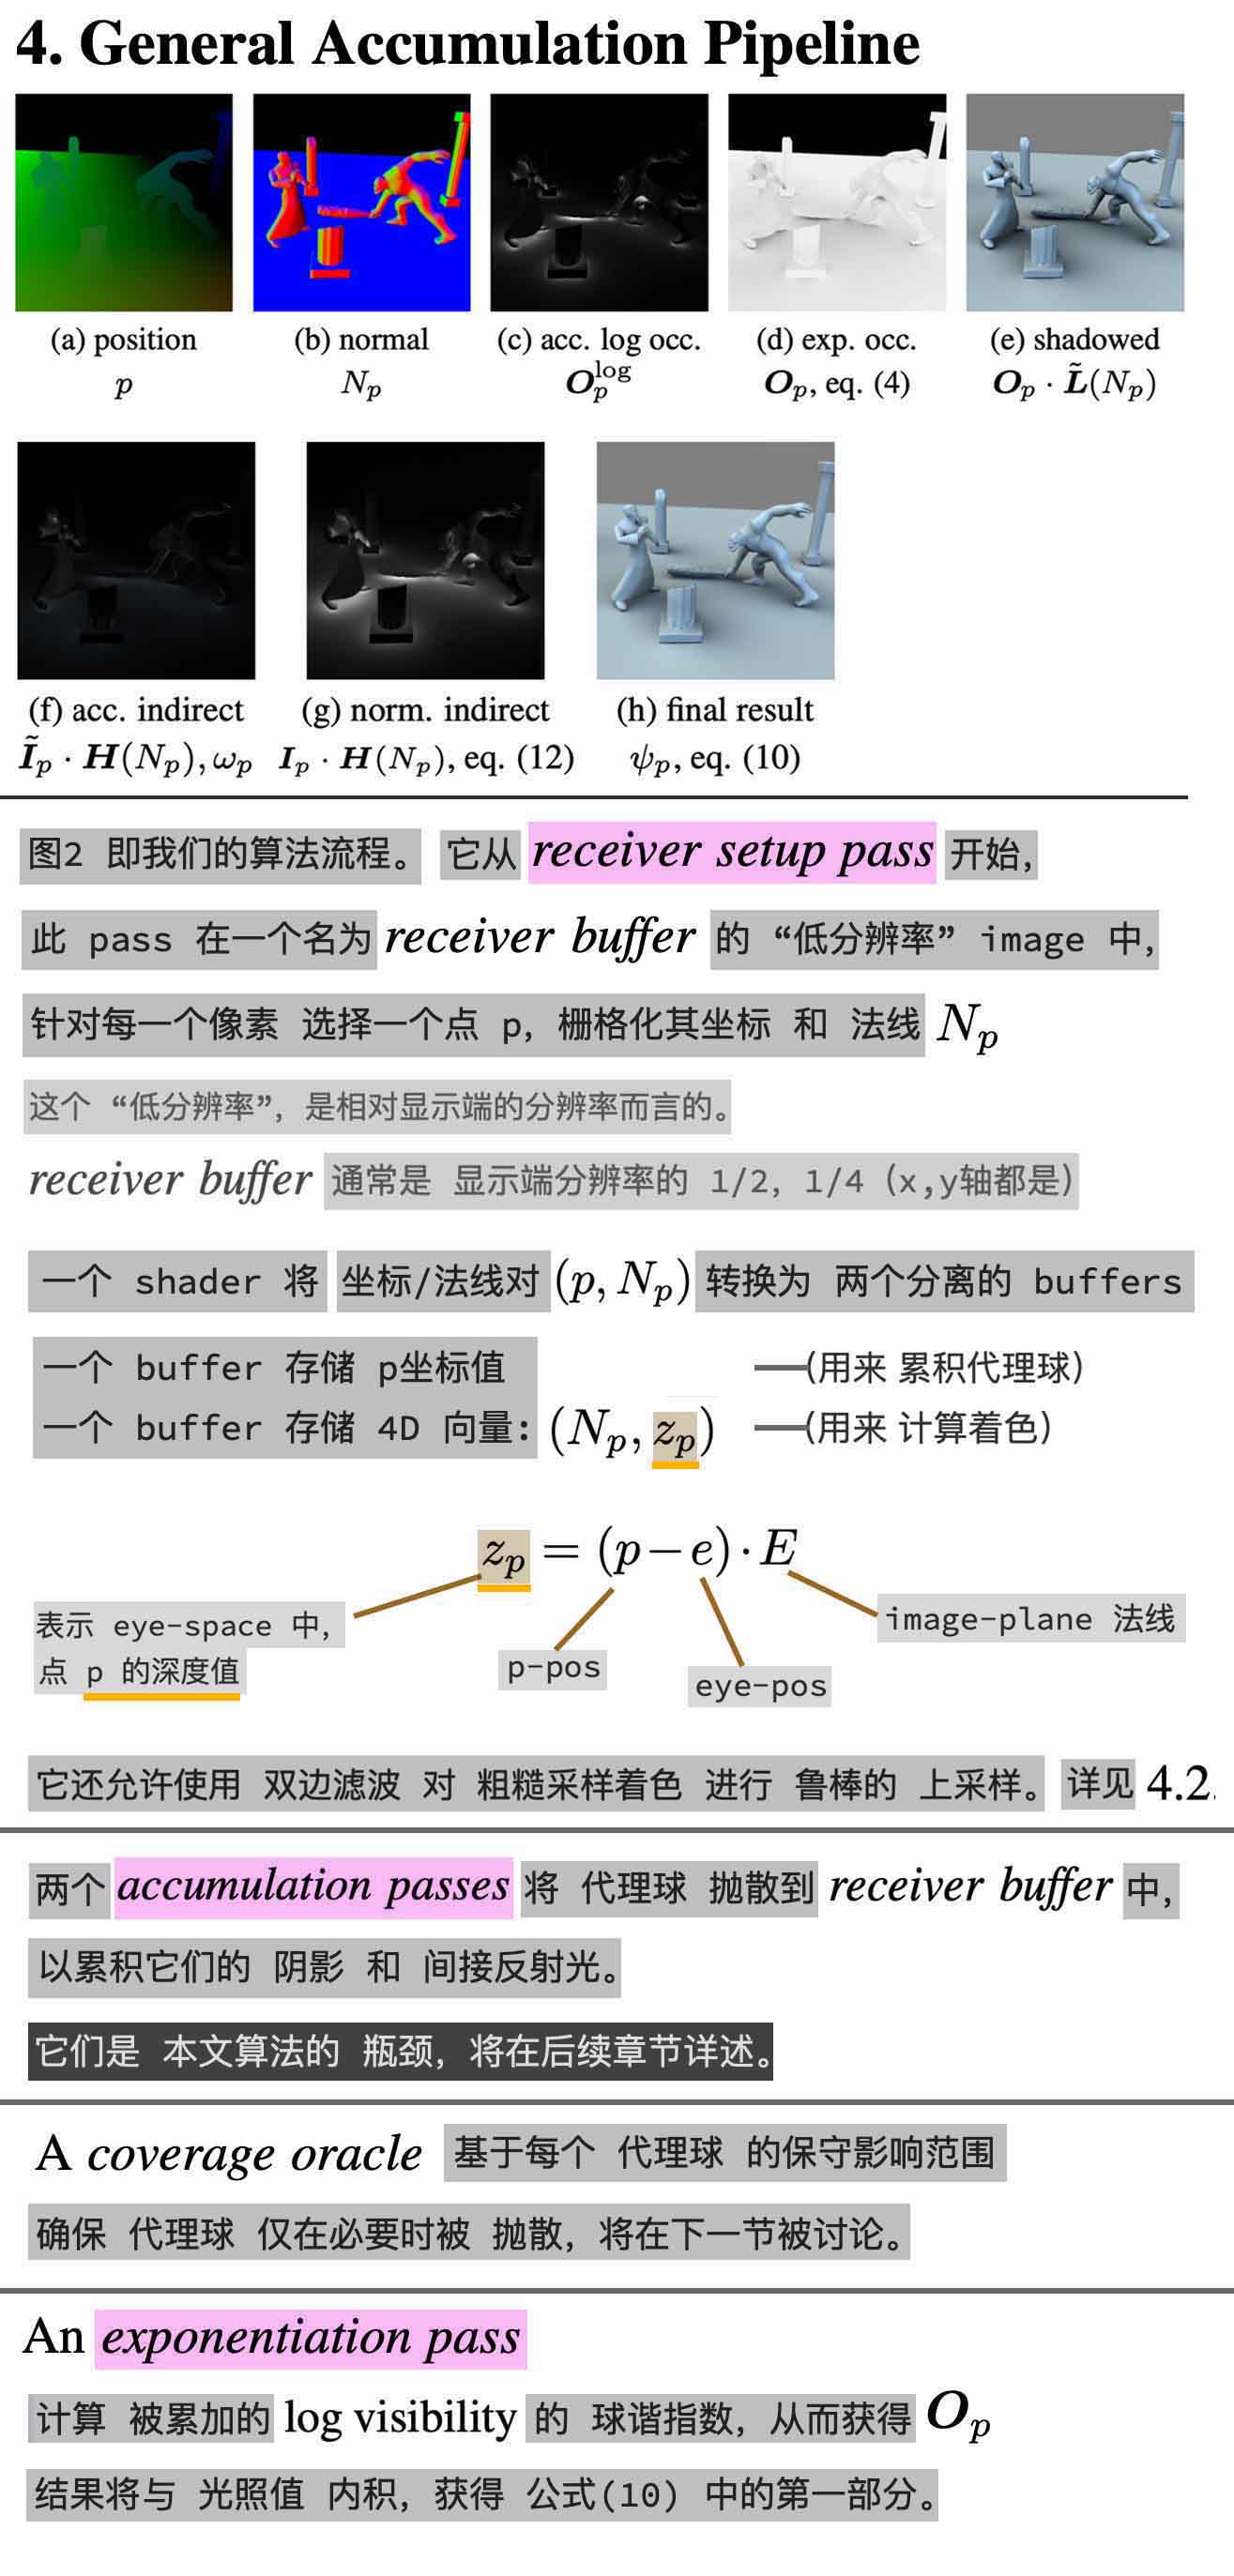 4. General Accumulation Pipeline
(a) position (b) normal (c) acc. log occ. (d) exp. occ. (e) shadowed
p N_p O_p^log O_p, eq. (4) O_p · L̃(N_p)
(f) acc. indirect (g) norm. indirect (h) final result
Ĩ_p · H(N_p), ω_p I_p · H(N_p), eq. (12) ψ_p, eq. (10)
图2 即我们的算法流程。 它从 receiver setup pass 开始,
此 pass 在一个名为 receiver buffer 的 “低分辨率” image 中,
针对每一个像素 选择一个点 p, 栅格化其坐标 和 法线 N_p
这个 “低分辨率”, 是相对显示端的分辨率而言的。
receiver buffer 通常是 显示端分辨率的 1/2, 1/4 (x,y轴都是)
一个 shader 将 坐标/法线对 (p, N_p) 转换为 两个分离的 buffers
一个 buffer 存储 p坐标值 ——(用来 累积代理球)
一个 buffer 存储 4D 向量: (N_p, z_p) ——(用来 计算着色)
z_p = (p − e) · E
表示 eye-space 中,
点 p 的深度值
p-pos
eye-pos
image-plane 法线
它还允许使用 双边滤波 对 粗糙采样着色 进行 鲁棒的 上采样。 详见 4.2.
两个 accumulation passes 将 代理球 抛散到 receiver buffer 中,
以累积它们的 阴影 和 间接反射光。
它们是 本文算法的 瓶颈, 将在后续章节详述。
A coverage oracle 基于每个 代理球 的保守影响范围
确保 代理球 仅在必要时被 抛散, 将在下一节被讨论。
An exponentiation pass
计算 被累加的 log visibility 的 球谐指数, 从而获得 O_p
结果将与 光照值 内积, 获得 公式(10) 中的第一部分。